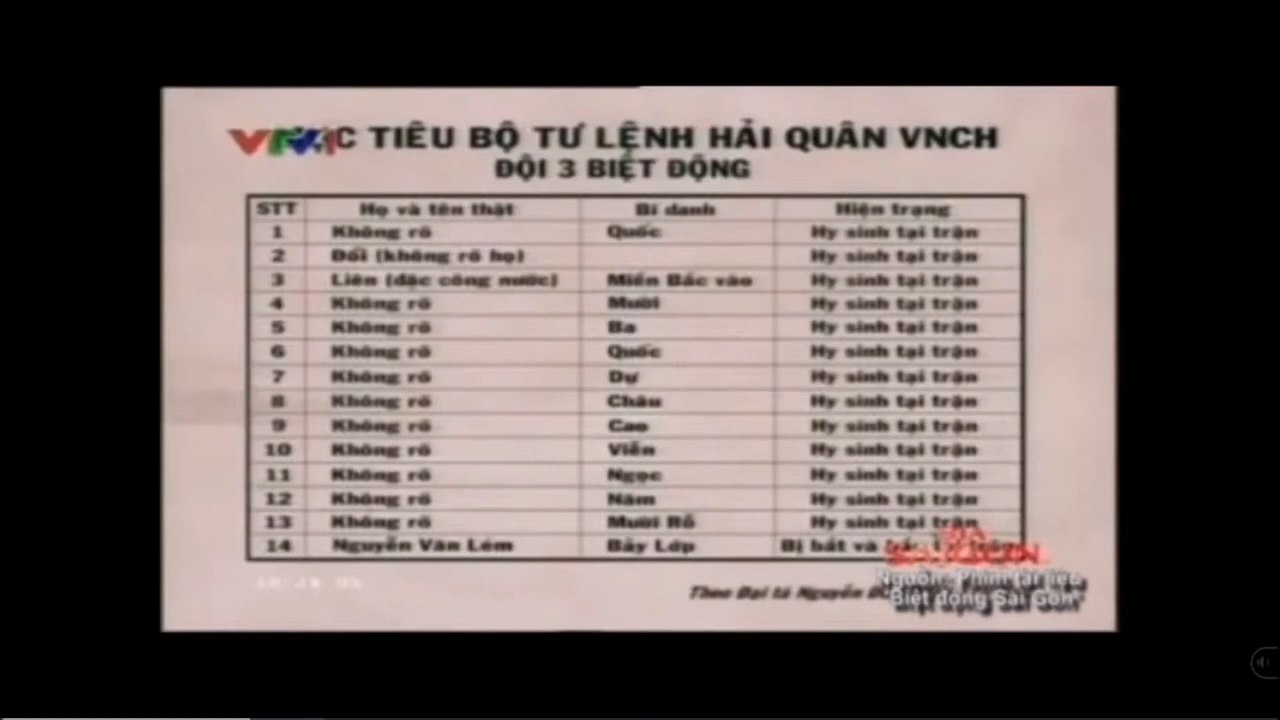 VTV1
C TIÊU BỘ TƯ LỆNH HẢI QUÂN VNCH
ĐỘI 3 BIỆT ĐỘNG
STT Họ và tên thật Bí danh Hiện trạng
1 Không rõ Quốc Hy sinh tại trận
2 Đối (không rõ họ) Hy sinh tại trận
3 Liên (đặc công nước) Miền Bắc vào Hy sinh tại trận
4 Không rõ Mười Hy sinh tại trận
5 Không rõ Ba Hy sinh tại trận
6 Không rõ Quốc Hy sinh tại trận
7 Không rõ Dự Hy sinh tại trận
8 Không rõ Châu Hy sinh tại trận
9 Không rõ Cao Hy sinh tại trận
10 Không rõ Viễn Hy sinh tại trận
11 Không rõ Ngọc Hy sinh tại trận
12 Không rõ Năm Hy sinh tại trận
13 Không rõ Mười Rỗ Hy sinh tại trận
14 Nguyễn Văn Lém Bảy Lớp Bị bắt và
Theo Đại tá Nguyễn
Nguồn: Phim tài liệu
"Biệt động Sài Gòn"